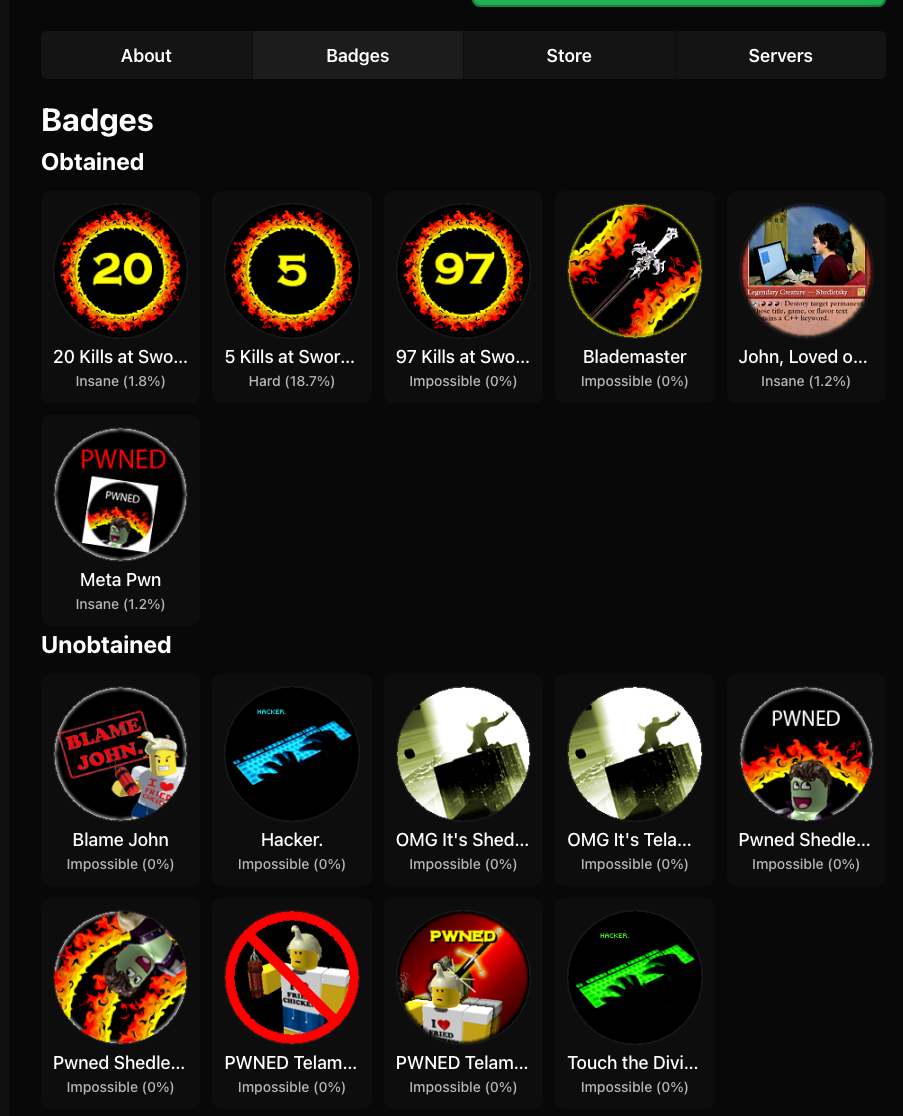 About
Badges
Store
Servers
Badges
Obtained
20
5
97
Legendary Creature — Shedletsky
Destroy target permane
hose title, game, or flavor text
tains a C++ keyword.
20 Kills at Swo...
5 Kills at Swor...
97 Kills at Swo...
Blademaster
John, Loved o...
Insane (1.8%)
Hard (18.7%)
Impossible (0%)
Impossible (0%)
Insane (1.2%)
PWNED
PWNED
Meta Pwn
Insane (1.2%)
Unobtained
BLAME
JOHN.
I
FRIED
CHICKEN
HACKER.
PWNED
Blame John
Hacker.
OMG It's Shed...
OMG It's Tela...
Pwned Shedle...
Impossible (0%)
Impossible (0%)
Impossible (0%)
Impossible (0%)
Impossible (0%)
I
FRIED
CHICKEN
PWNED
I
FRIED
HACKER.
Pwned Shedle...
PWNED Telam...
PWNED Telam...
Touch the Divi...
Impossible (0%)
Impossible (0%)
Impossible (0%)
Impossible (0%)